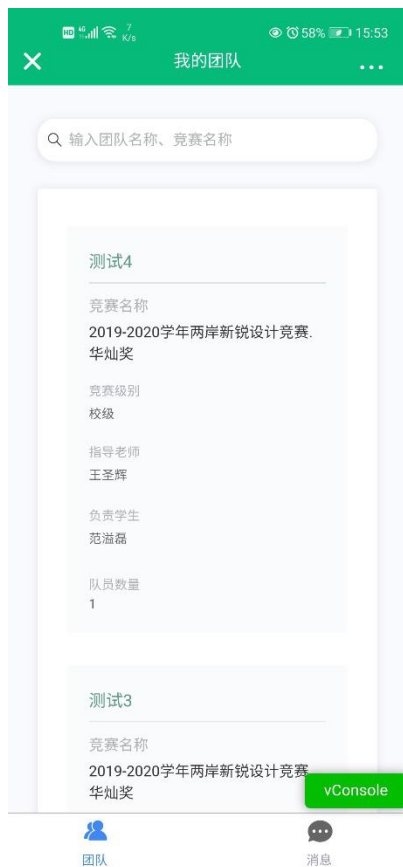 HD 4G 7 K/s 58% 15:53
我的团队
输入团队名称、竞赛名称
测试4
竞赛名称
2019-2020学年两岸新锐设计竞赛.
华灿奖
竞赛级别
校级
指导老师
王圣辉
负责学生
范溢磊
队员数量
1
测试3
竞赛名称
2019-2020学年两岸新锐设计竞赛
华灿奖
vConsole
团队
消息